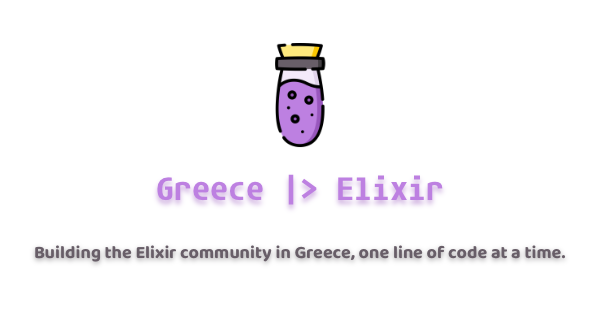 Greece |> Elixir
Building the Elixir community in Greece, one line of code at a time.